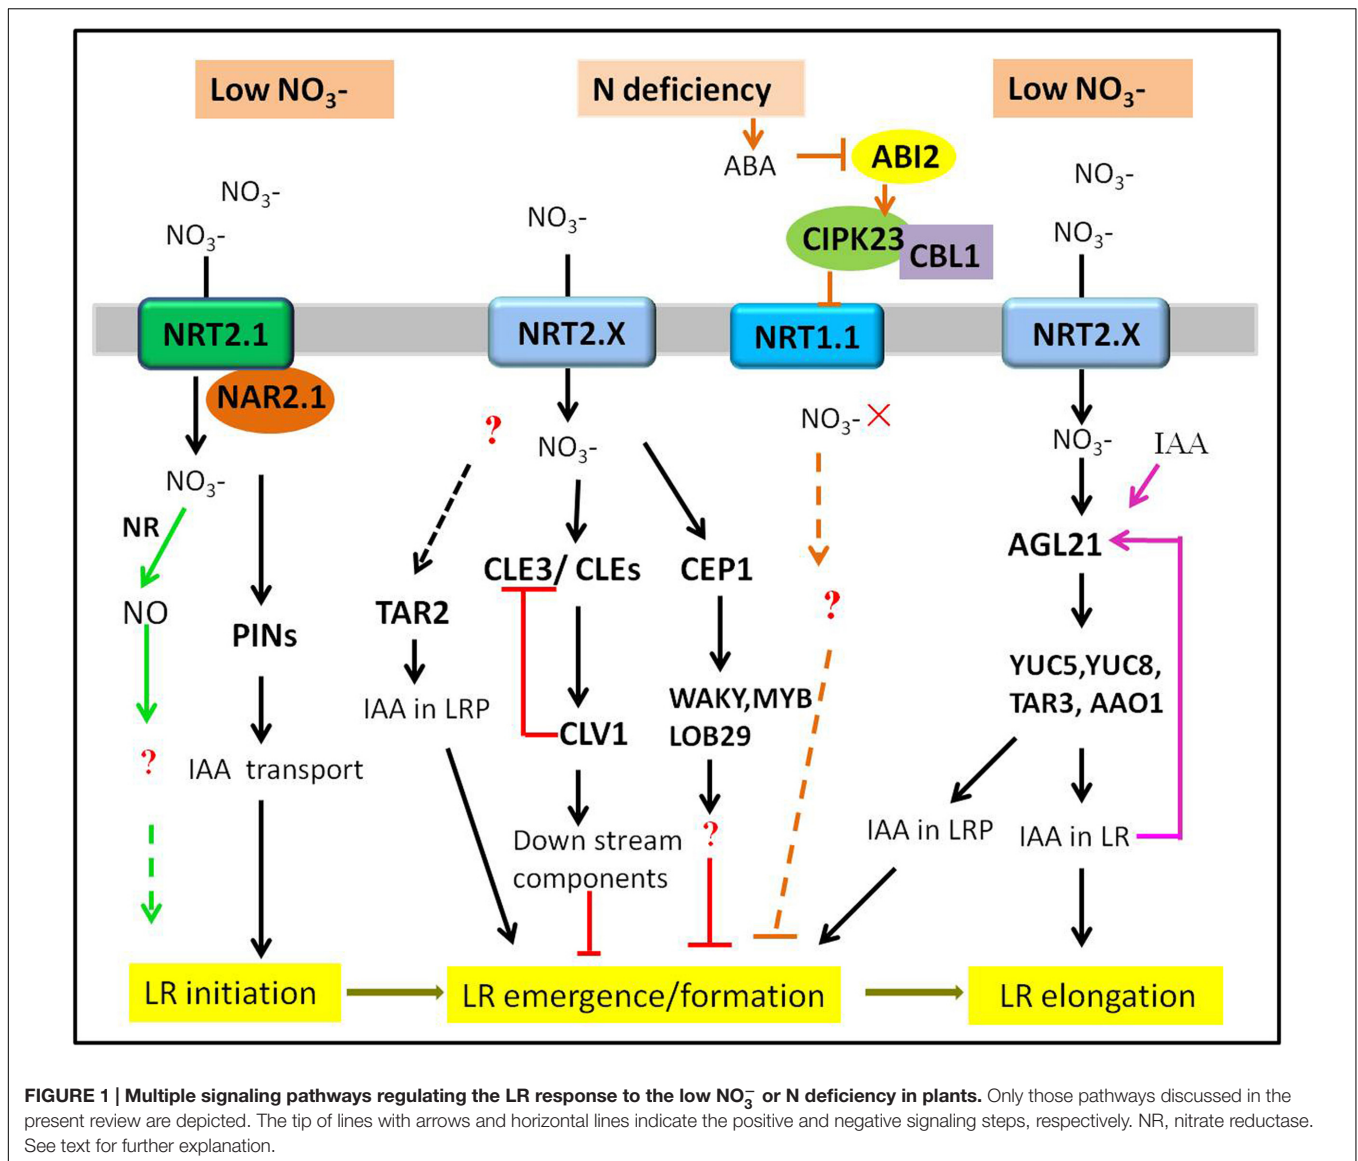 Low NO3-
N deficiency
Low NO3-
ABA
ABI2
NO3-
NO3-
NO3-
NO3-
NO3-
CIPK23
CBL1
NRT2.1
NRT2.X
NRT1.1
NRT2.X
NAR2.1
?
NO3-
NO3-
NO3-
NO3-
IAA
NR
CLE3/ CLEs
CEP1
AGL21
NO
PINs
TAR2
?
YUC5,YUC8,
TAR3, AAO1
IAA in LRP
WAKY,MYB
LOB29
CLV1
?
IAA transport
Down stream
components
?
IAA in LRP
IAA in LR
LR initiation
LR emergence/formation
LR elongation
FIGURE 1 | Multiple signaling pathways regulating the LR response to the low NO3− or N deficiency in plants. Only those pathways discussed in the
present review are depicted. The tip of lines with arrows and horizontal lines indicate the positive and negative signaling steps, respectively. NR, nitrate reductase.
See text for further explanation.